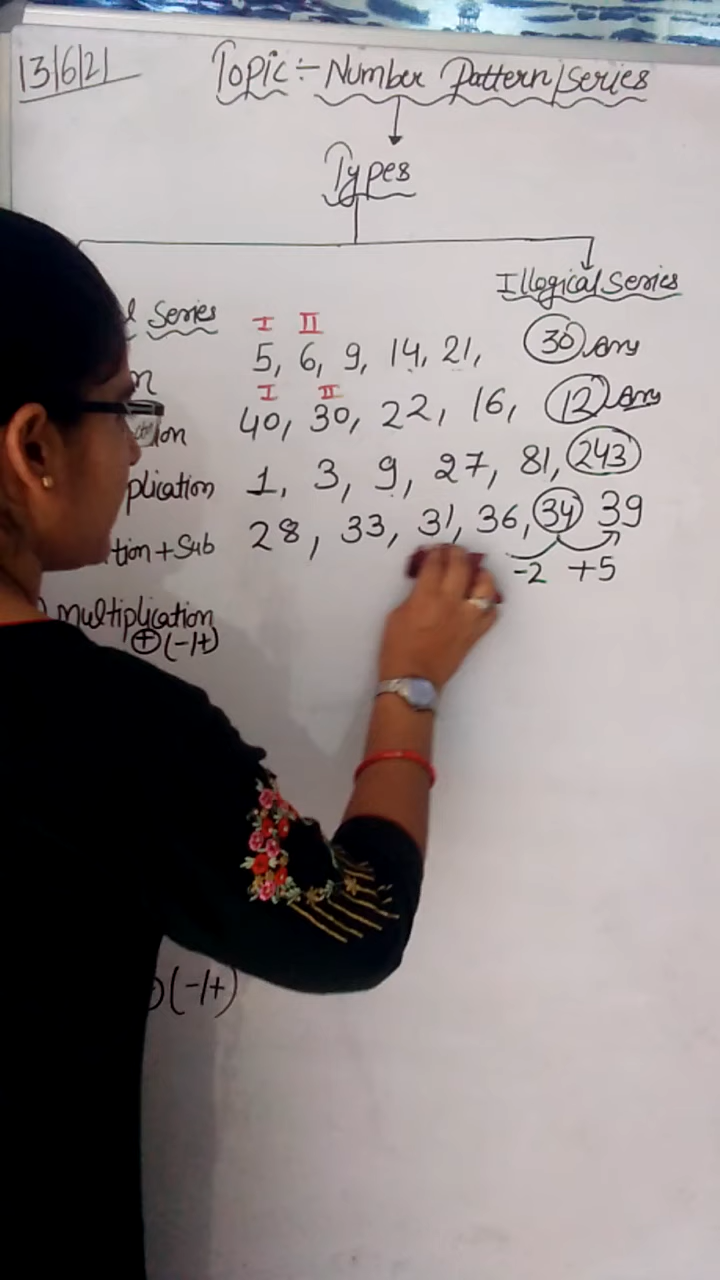 13/6/21
Topic:- Number Pattern/Series
Types
Illogical Series
Series
I II
5, 6, 9, 14, 21, 30 Ans
I II
40, 30, 22, 16, 12 Ans
plication 1, 3, 9, 27, 81, 243
tion+Sub 28, 33, 31, 36, 34 39
-2 +5
multiplication
+(-/+)
(-/+)